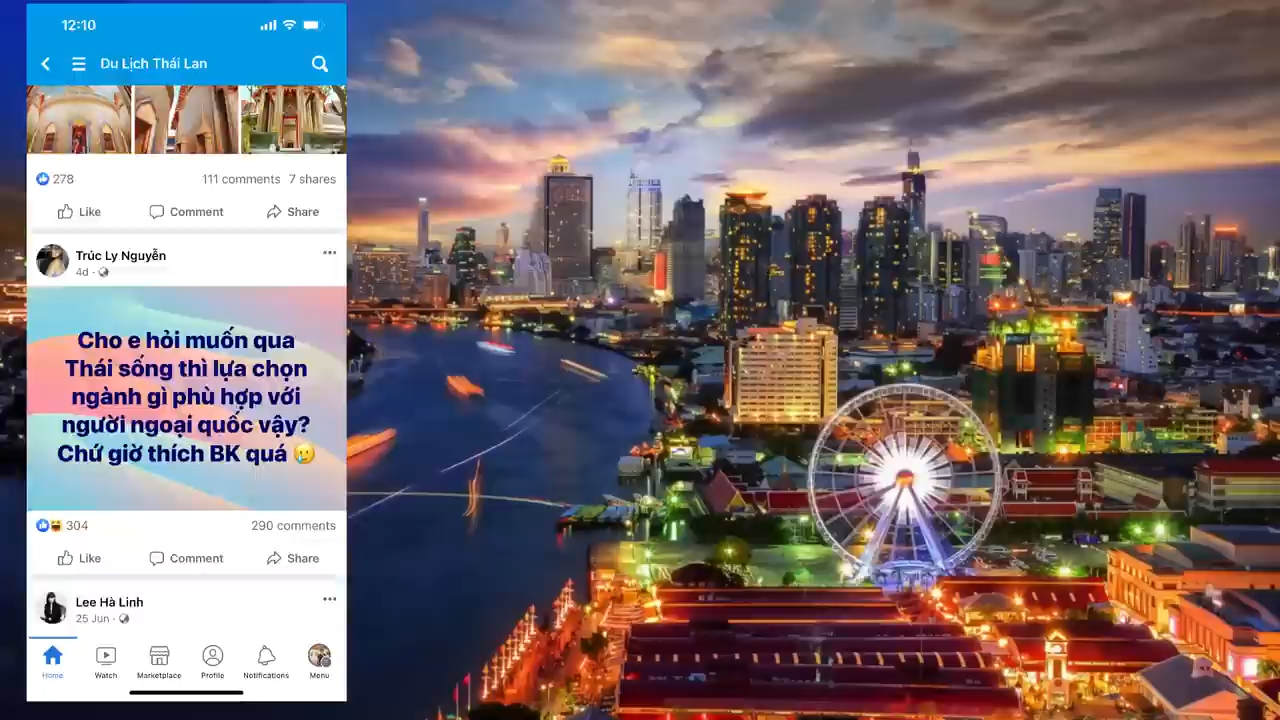 12:10
Du Lịch Thái Lan
278
111 comments 7 shares
Like Comment Share
Trúc Ly Nguyễn
4d ·
Cho e hỏi muốn qua
Thái sống thì lựa chọn
ngành gì phù hợp với
người ngoại quốc vậy?
Chứ giờ thích BK quá 🥲
304
290 comments
Like Comment Share
Lee Hà Linh
25 Jun ·
Home Watch Marketplace Profile Notifications Menu